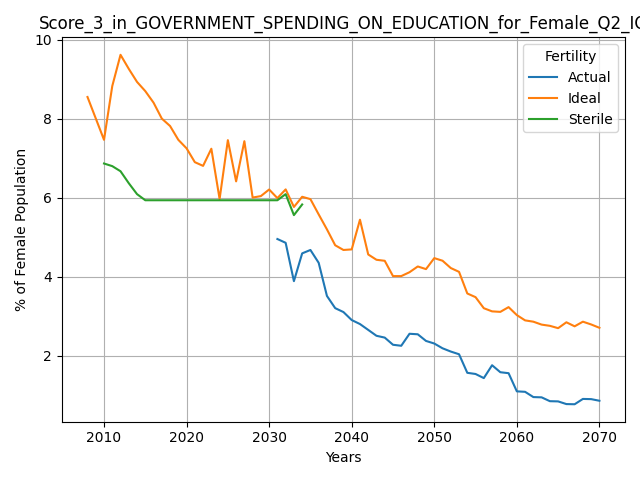 Score_3_in_GOVERNMENT_SPENDING_ON_EDUCATION_for_Female_Q2_IC
Fertility
Actual
Ideal
Sterile
% of Female Population
10
8
6
4
2
2010 2020 2030 2040 2050 2060 2070
Years